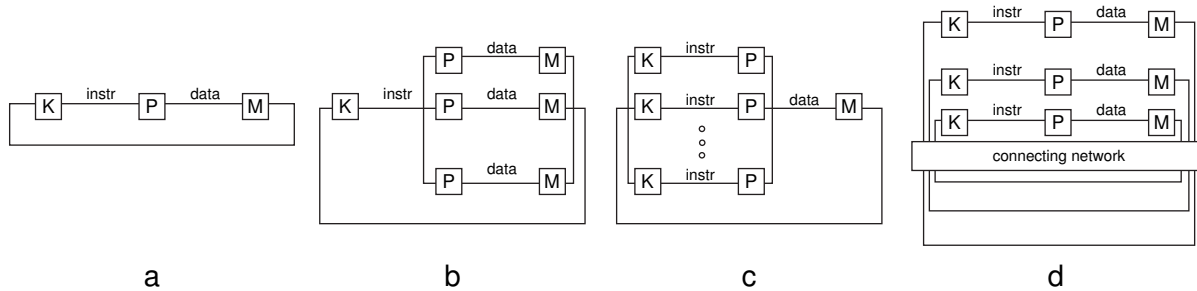 K instr P data M
a
K instr P data M
P data M
P data M
b
K instr P
K instr P data M
K instr P
c
K instr P data M
K instr P data M
K instr P data M
connecting network
d